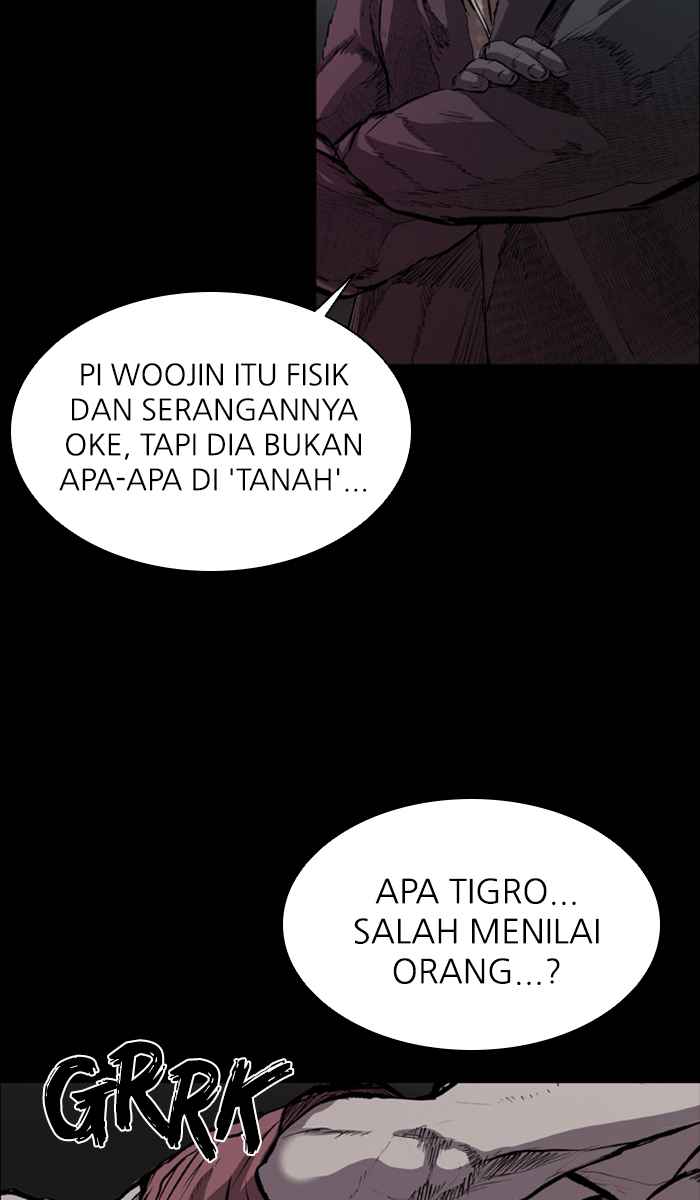 PI WOOJIN ITU FISIK
DAN SERANGANNYA
OKE, TAPI DIA BUKAN
APA-APA DI 'TANAH'...
APA TIGRO...
SALAH MENILAI
ORANG...?
GRRK